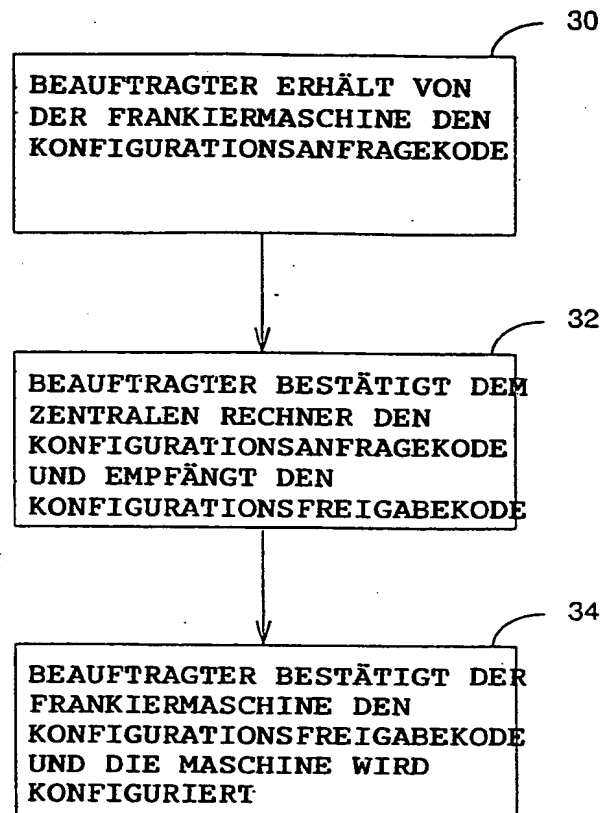 30
BEAUFTRAGTER ERHÄLT VON
DER FRANKIERMASCHINE DEN
KONFIGURATIONSANFRAGEKODE
32
BEAUFTRAGTER BESTÄTIGT DEM
ZENTRALEN RECHNER DEN
KONFIGURATIONSANFRAGEKODE
UND EMPFÄNGT DEN
KONFIGURATIONSFREIGABEKODE
34
BEAUFTRAGTER BESTÄTIGT DER
FRANKIERMASCHINE DEN
KONFIGURATIONSFREIGABEKODE
UND DIE MASCHINE WIRD
KONFIGURIERT